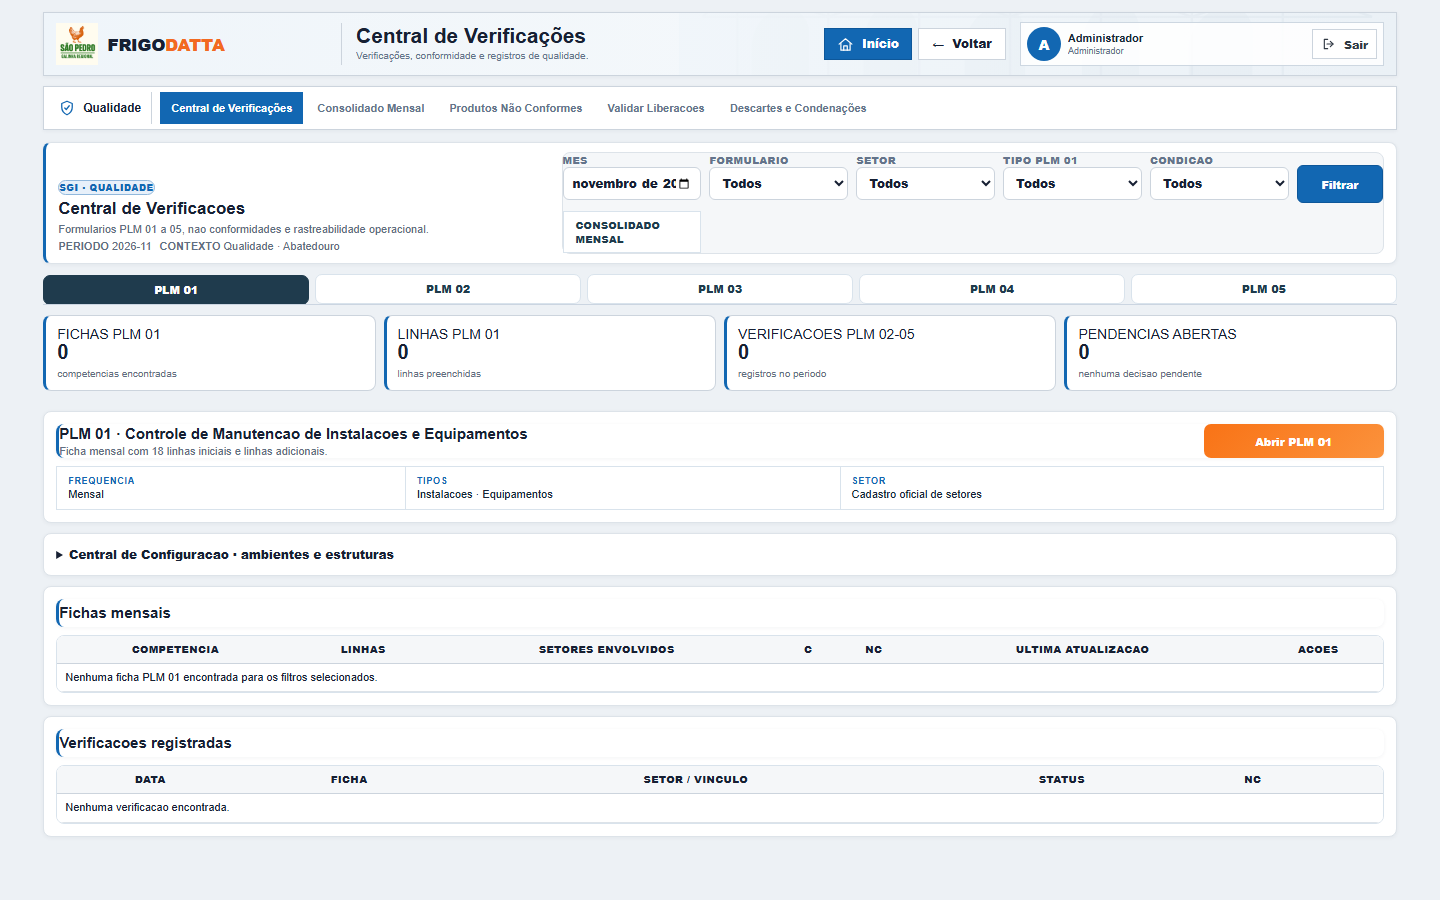 SÃO PEDRO
FRIGODATTA
Central de Verificações
Verificações, conformidade e registros de qualidade.
Início
← Voltar
A
Administrador
Administrador
Sair
Qualidade
Central de Verificações
Consolidado Mensal
Produtos Não Conformes
Validar Liberacoes
Descartes e Condenações
SGI · QUALIDADE
Central de Verificacoes
Formularios PLM 01 a 05, nao conformidades e rastreabilidade operacional.
PERIODO 2026-11 CONTEXTO Qualidade · Abatedouro
MES
FORMULARIO
SETOR
TIPO PLM 01
CONDICAO
novembro de 20
Todos
Todos
Todos
Todos
Filtrar
CONSOLIDADO
MENSAL
PLM 01
PLM 02
PLM 03
PLM 04
PLM 05
FICHAS PLM 01
0
competencias encontradas
LINHAS PLM 01
0
linhas preenchidas
VERIFICACOES PLM 02-05
0
registros no periodo
PENDENCIAS ABERTAS
0
nenhuma decisao pendente
PLM 01 · Controle de Manutencao de Instalacoes e Equipamentos
Ficha mensal com 18 linhas iniciais e linhas adicionais.
Abrir PLM 01
FREQUENCIA
Mensal
TIPOS
Instalacoes · Equipamentos
SETOR
Cadastro oficial de setores
Central de Configuracao · ambientes e estruturas
Fichas mensais
COMPETENCIA LINHAS SETORES ENVOLVIDOS C NC ULTIMA ATUALIZACAO ACOES
Nenhuma ficha PLM 01 encontrada para os filtros selecionados.
Verificacoes registradas
DATA FICHA SETOR / VINCULO STATUS NC
Nenhuma verificacao encontrada.